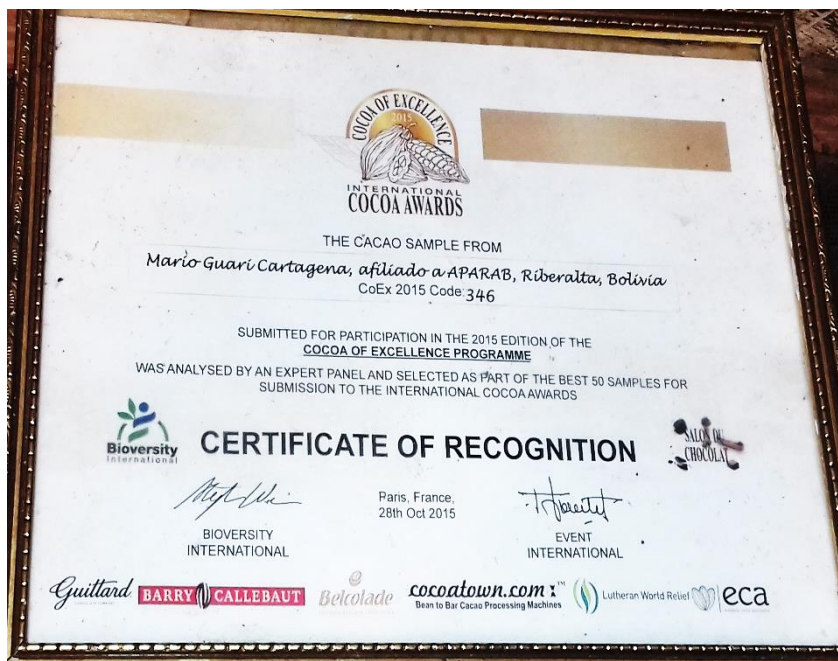 COCOA OF EXCELLENCE
2015
INTERNATIONAL
COCOA AWARDS
THE CACAO SAMPLE FROM
Mario Guari Cartagena, afiliado a APARAB, Riberalta, Bolivia
CoEx 2015 Code: 346
SUBMITTED FOR PARTICIPATION IN THE 2015 EDITION OF THE
COCOA OF EXCELLENCE PROGRAMME
WAS ANALYSED BY AN EXPERT PANEL AND SELECTED AS PART OF THE BEST 50 SAMPLES FOR
SUBMISSION TO THE INTERNATIONAL COCOA AWARDS
Bioversity
International
CERTIFICATE OF RECOGNITION
SALON DU
CHOCOLAT
Paris, France,
28th Oct 2015
BIOVERSITY
INTERNATIONAL
EVENT
INTERNATIONAL
Guittard
BARRY CALLEBAUT
Belcolade
cocoatown.com
TM
Bean to Bar Cacao Processing Machines
Lutheran World Relief
eca